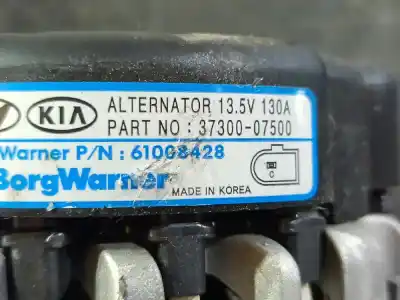 KIA ALTERNATOR 13.5V 130A
PART NO : 37300-07500
Warner P/N : 61008428
BorgWarner
C
MADE IN KOREA